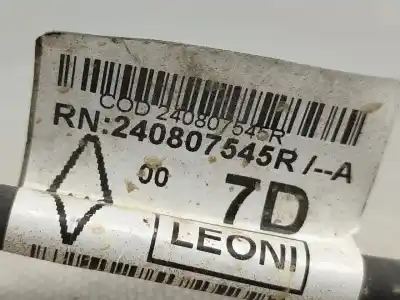 COD 240807545R
RN:240807545R /--A
00 7D
LEONI